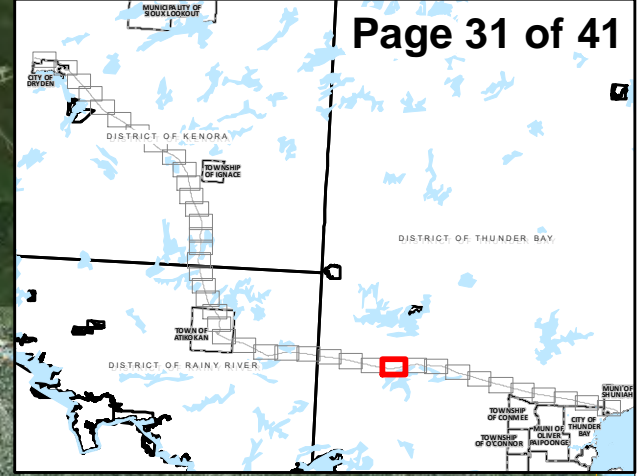 MUNICIPALITY OF
SIOUX LOOKOUT
Page 31 of 41
CITY OF
DRYDEN
DISTRICT OF KENORA
TOWNSHIP
OF IGNACE
DISTRICT OF THUNDER BAY
TOWN OF
ATIKOKAN
DISTRICT OF RAINY RIVER
MUNI OF
SHUNIAH
TOWNSHIP
OF CONMEE
CITY OF
THUNDER
BAY
MUNI OF
OLIVER
PAIPOONGE
TOWNSHIP
OF O'CONNOR